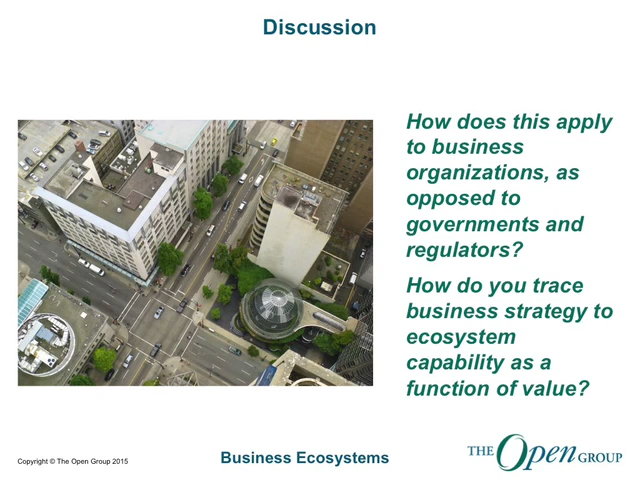 Discussion
How does this apply
to business
organizations, as
opposed to
governments and
regulators?
How do you trace
business strategy to
ecosystem
capability as a
function of value?
Copyright © The Open Group 2015
Business Ecosystems
THE Open GROUP